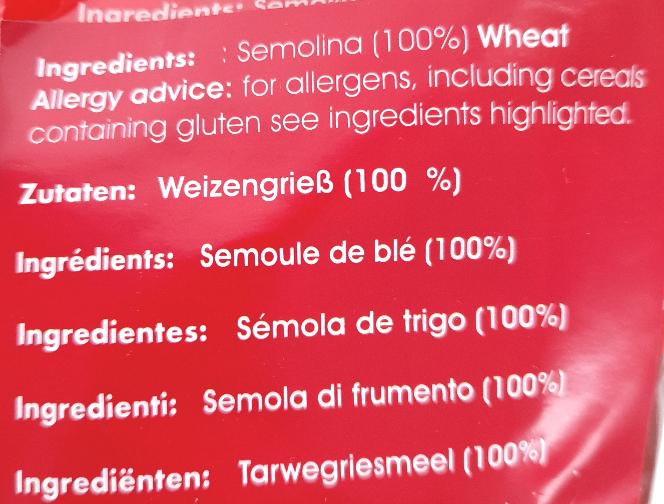 Ingredients:
Ingredients: : Semolina (100%) Wheat
Allergy advice: for allergens, including cereals
containing gluten see ingredients highlighted.
Zutaten: Weizengrieß (100 %)
Ingrédients: Semoule de blé (100%)
Ingredientes: Sémola de trigo (100%)
Ingredienti: Semola di frumento (100%)
Ingrediënten: Tarwegriesmeel (100%)